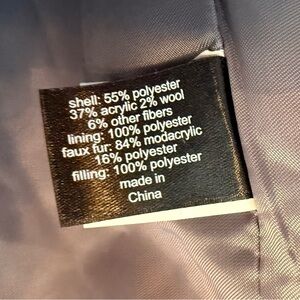 shell: 55% polyester
37% acrylic 2% wool
6% other fibers
lining: 100% polyester
faux fur: 84% modacrylic
16% polyester
filling: 100% polyester
made in
China